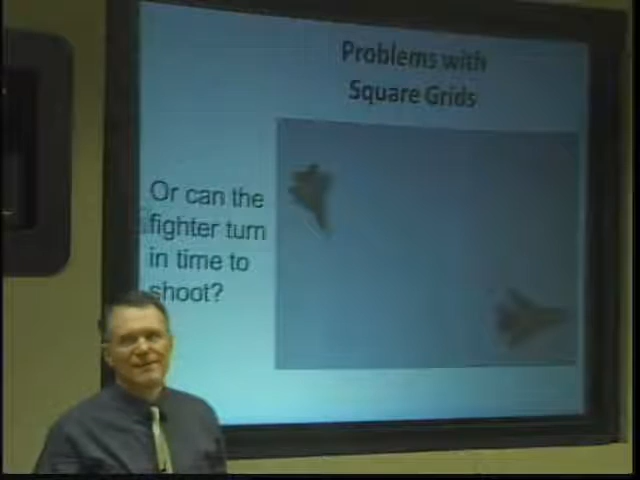 Problems with
Square Grids
Or can the
fighter turn
in time to
shoot?